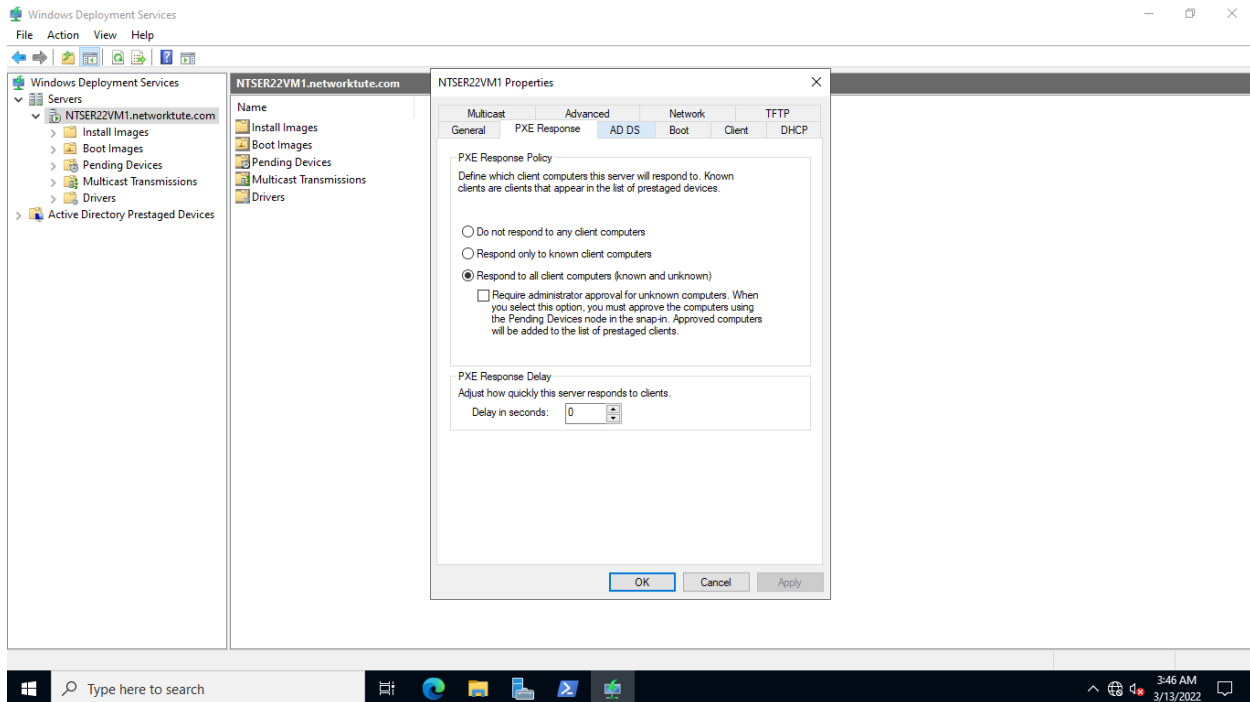 Windows Deployment Services
File Action View Help
Windows Deployment Services
Servers
NTSER22VM1.networktute.com
Install Images
Boot Images
Pending Devices
Multicast Transmissions
Drivers
Active Directory Prestaged Devices
NTSER22VM1.networktute.com
Name
Install Images
Boot Images
Pending Devices
Multicast Transmissions
Drivers
NTSER22VM1 Properties
Multicast Advanced Network TFTP
General PXE Response AD DS Boot Client DHCP
PXE Response Policy
Define which client computers this server will respond to. Known
clients are clients that appear in the list of prestaged devices.
Do not respond to any client computers
Respond only to known client computers
Respond to all client computers (known and unknown)
Require administrator approval for unknown computers. When
you select this option, you must approve the computers using
the Pending Devices node in the snap-in. Approved computers
will be added to the list of prestaged clients.
PXE Response Delay
Adjust how quickly this server responds to clients.
Delay in seconds: 0
OK Cancel Apply
Type here to search
3:46 AM
3/13/2022